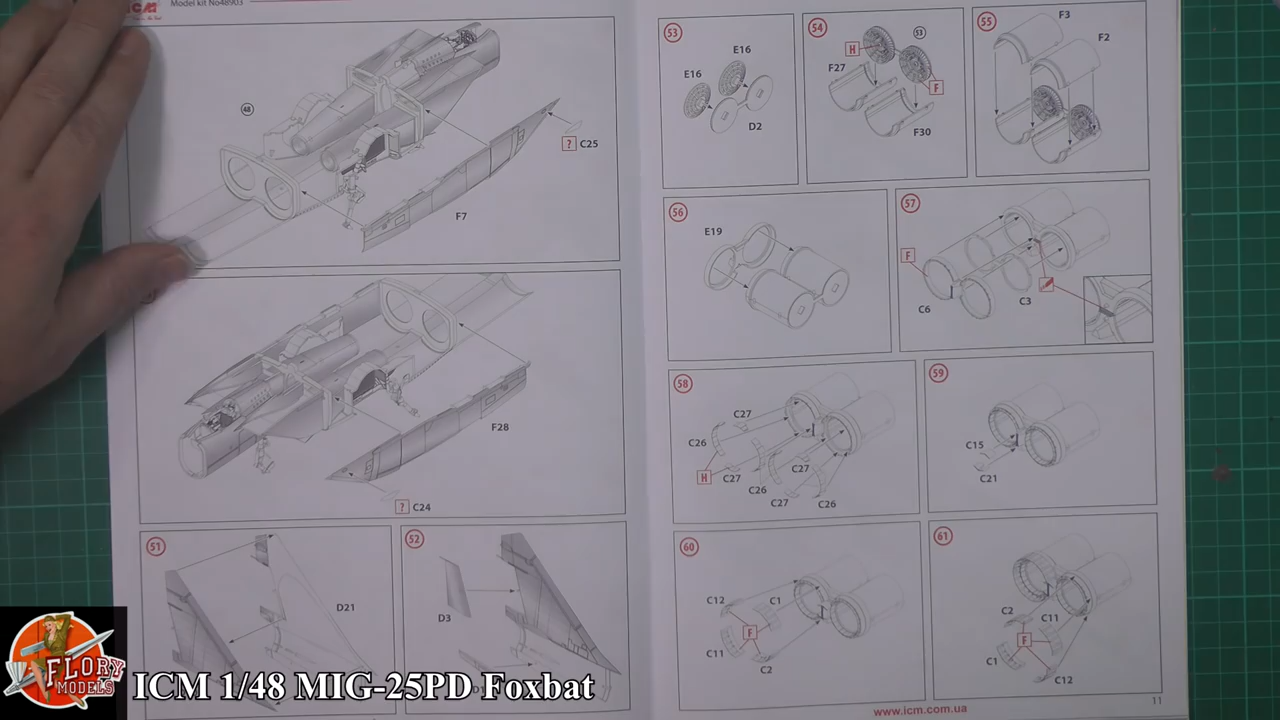 ICM
Model kit No48903
48
C25
F7
F28
C24
51
D21
52
D3
53
E16
E16
D2
54
H
53
F27
F
F30
55
F3
F2
56
E19
57
F
C6
C3
58
C27
C26
H
C27
C26
C27
C27
C26
59
C15
C21
60
C12
C1
F
C11
C2
61
C2
C11
F
C1
C12
www.icm.com.ua
11
FLORY
MODELS
ICM 1/48 MIG-25PD Foxbat